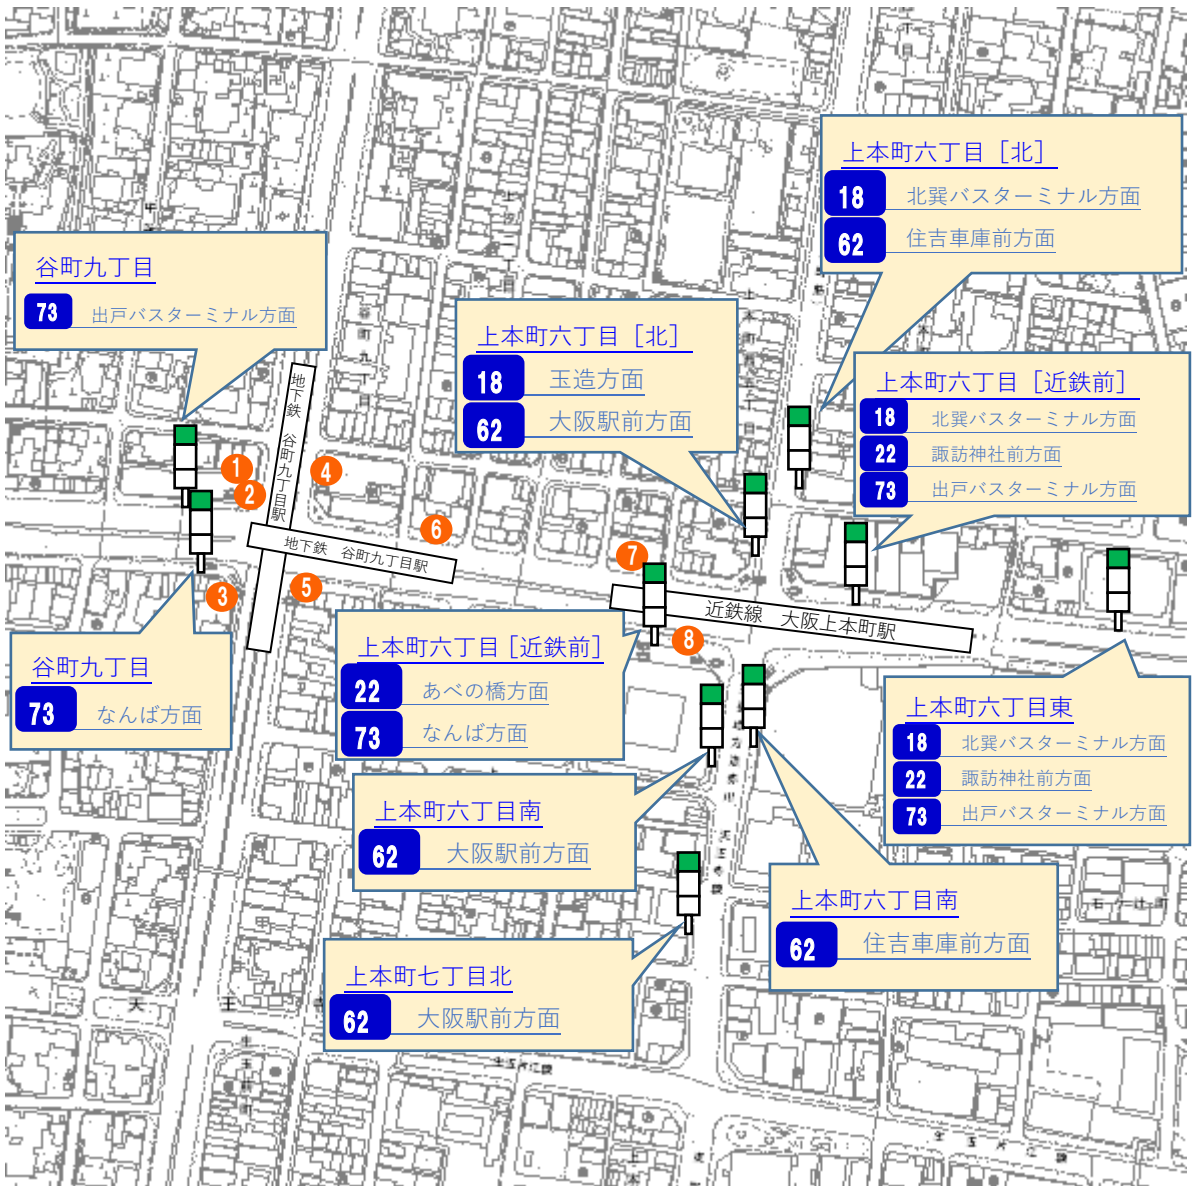 上本町六丁目［北］
18 北巽バスターミナル方面
62 住吉車庫前方面
谷町九丁目
73 出戸バスターミナル方面
上本町六丁目［北］
18 玉造方面
62 大阪駅前方面
上本町六丁目［近鉄前］
18 北巽バスターミナル方面
22 諏訪神社前方面
73 出戸バスターミナル方面
地下鉄 谷町九丁目駅
1
2
3
4
5
6
7
8
地下鉄 谷町九丁目駅
近鉄線 大阪上本町駅
谷町九丁目
73 なんば方面
上本町六丁目［近鉄前］
22 あべの橋方面
73 なんば方面
上本町六丁目東
18 北巽バスターミナル方面
22 諏訪神社前方面
73 出戸バスターミナル方面
上本町六丁目南
62 大阪駅前方面
上本町六丁目南
62 住吉車庫前方面
上本町七丁目北
62 大阪駅前方面
天王